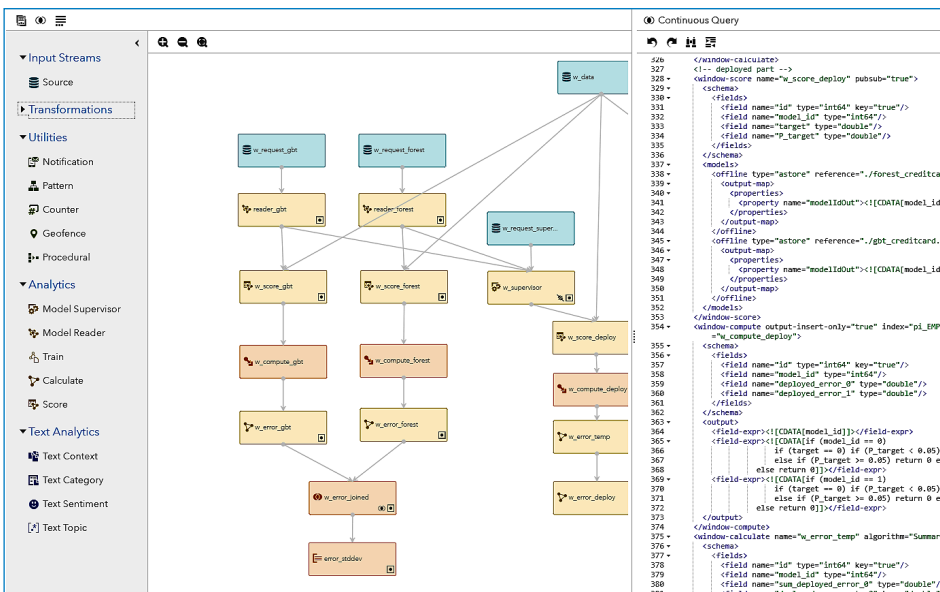 Continuous Query
Input Streams
Source
Transformations
Utilities
Notification
Pattern
Counter
Geofence
Procedural
Analytics
Model Supervisor
Model Reader
Train
Calculate
Score
Text Analytics
Text Context
Text Category
Text Sentiment
Text Topic
w_data
w_request_gbt
w_request_forest
reader_gbt
reader_forest
w_request_super...
w_score_gbt
w_score_forest
w_supervisor
w_score_deploy
w_compute_gbt
w_compute_forest
w_compute_deploy
w_error_gbt
w_error_forest
w_error_temp
w_error_joined
w_error_deploy
error_stddev
326 </window-calculate>
327 <!-- deployed part -->
328 <window-score name="w_score_deploy" pubsub="true">
329 <schema>
330 <fields>
331 <field name="id" type="int64" key="true"/>
332 <field name="model_id" type="int64"/>
333 <field name="target" type="double"/>
334 <field name="P_target" type="double"/>
335 </fields>
336 </schema>
337 <models>
338 <offline type="astore" reference="./forest_creditca
339 <output-map>
340 <properties>
341 <property name="modelIdOut"><![CDATA[model_id
342 </properties>
343 </output-map>
344 </offline>
345 <offline type="astore" reference="./gbt_creditcard.
346 <output-map>
347 <properties>
348 <property name="modelIdOut"><![CDATA[model_id
349 </properties>
350 </output-map>
351 </offline>
352 </models>
353 </window-score>
354 <window-compute output-insert-only="true" index="pi_EMP
="w_compute_deploy">
355 <schema>
356 <fields>
357 <field name="id" type="int64" key="true"/>
358 <field name="model_id" type="int64"/>
359 <field name="deployed_error_0" type="double"/>
360 <field name="deployed_error_1" type="double"/>
361 </fields>
362 </schema>
363 <output>
364 <field-expr><![CDATA[model_id]]></field-expr>
365 <field-expr><![CDATA[if (model_id == 0)
366 if (target == 0) if (P_target < 0.05)
367 else if (P_target >= 0.05) return 0 e
368 else return 0]]></field-expr>
369 <field-expr><![CDATA[if (model_id == 1)
370 if (target == 0) if (P_target < 0.05)
371 else if (P_target >= 0.05) return 0 e
372 else return 0]]></field-expr>
373 </output>
374 </window-compute>
375 <window-calculate name="w_error_temp" algorithm="Summar
376 <schema>
377 <fields>
378 <field name="id" type="int64" key="true"/>
379 <field name="model_id" type="int64"/>
380 <field name="sum_deployed_error_0" type="double"/